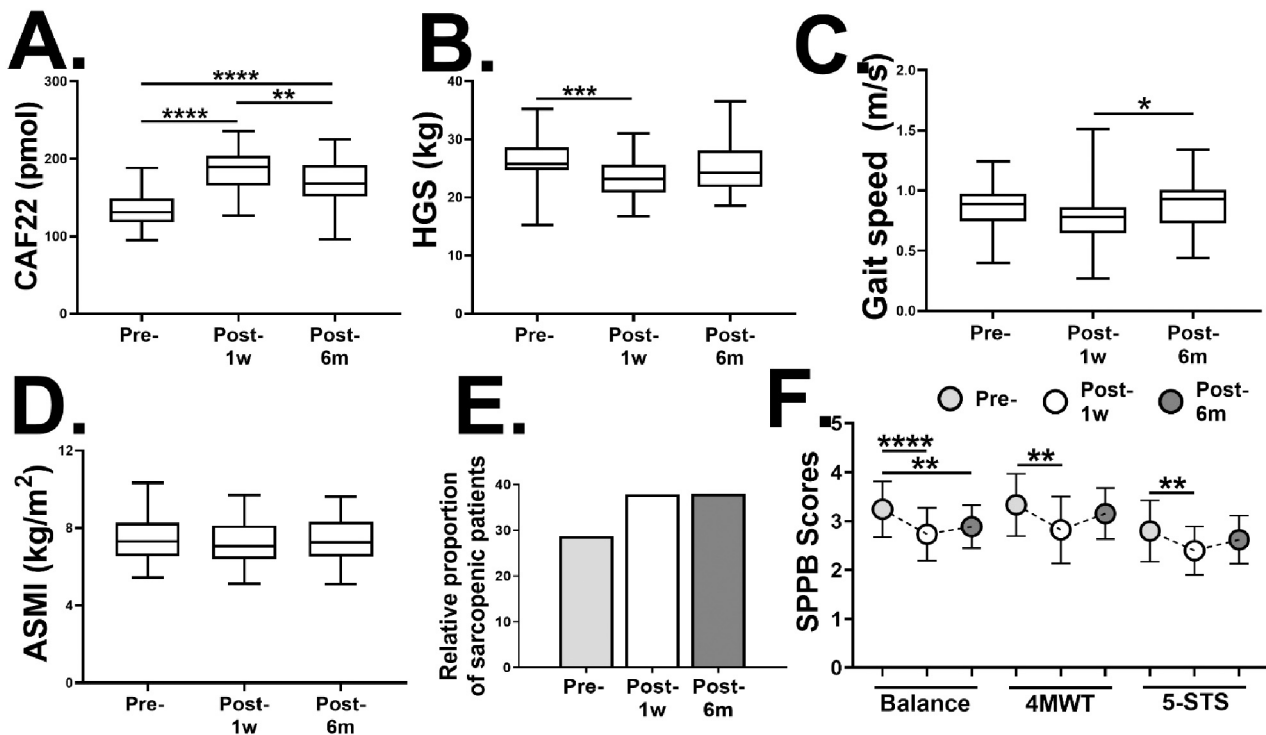 A.
CAF22 (pmol)
300
200
100
0
****
****
**
Pre-
Post-
1w
Post-
6m
B.
HGS (kg)
40
30
20
10
0
***
Pre-
Post-
1w
Post-
6m
C.
Gait speed (m/s)
2.0
1.5
1.0
0.5
0.0
*
Pre-
Post-
1w
Post-
6m
D.
ASMI (kg/m²)
12
8
4
0
Pre-
Post-
1w
Post-
6m
E.
Relative proportion
of sarcopenic patients
40
30
20
10
0
Pre-
Post-
1w
Post-
6m
F.
Pre-
Post-
1w
Post-
6m
SPPB Scores
5
4
3
2
1
0
****
**
**
**
Balance
4MWT
5-STS